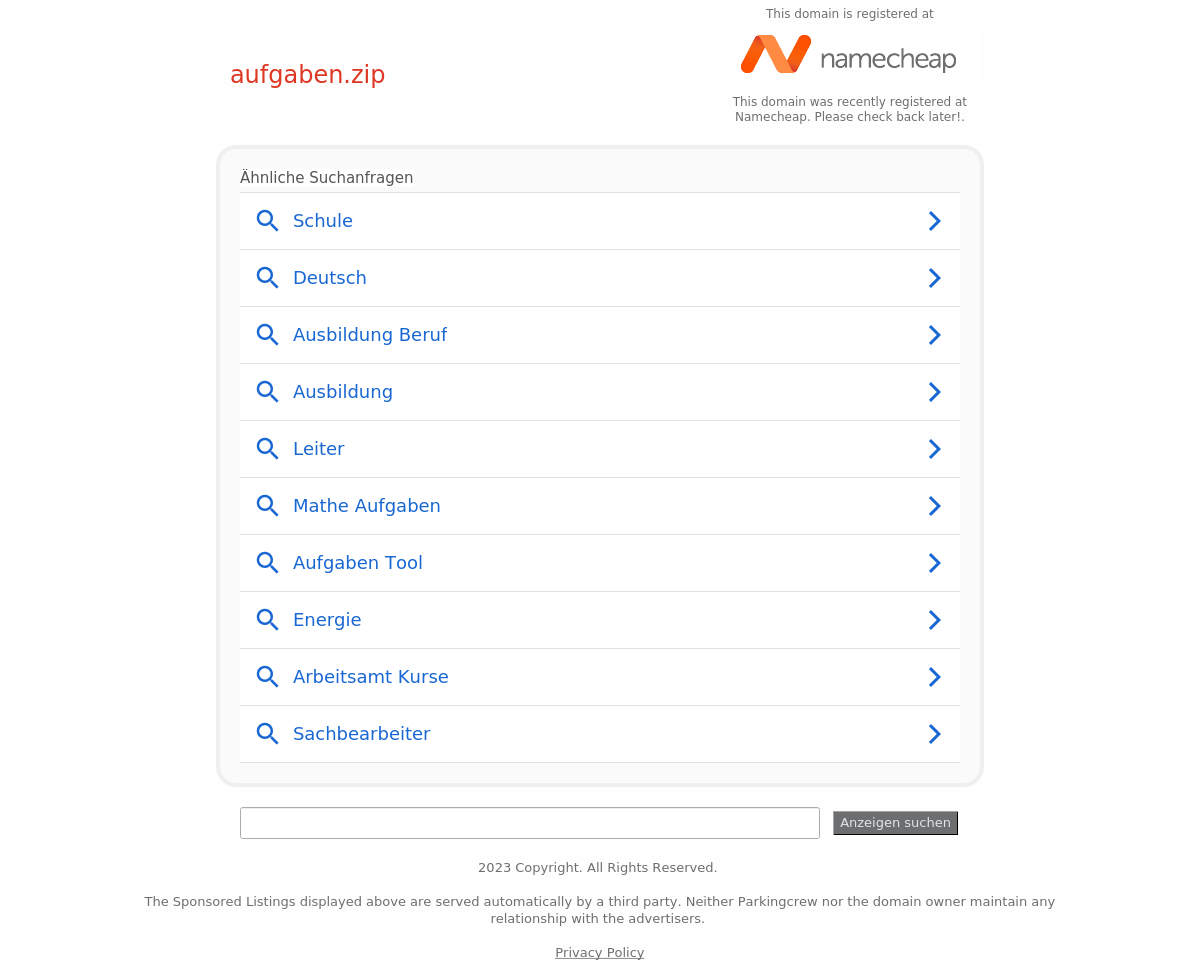 This domain is registered at
namecheap
aufgaben.zip
This domain was recently registered at
Namecheap. Please check back later!.
Ähnliche Suchanfragen
Schule
Deutsch
Ausbildung Beruf
Ausbildung
Leiter
Mathe Aufgaben
Aufgaben Tool
Energie
Arbeitsamt Kurse
Sachbearbeiter
Anzeigen suchen
2023 Copyright. All Rights Reserved.
The Sponsored Listings displayed above are served automatically by a third party. Neither Parkingcrew nor the domain owner maintain any
relationship with the advertisers.
Privacy Policy